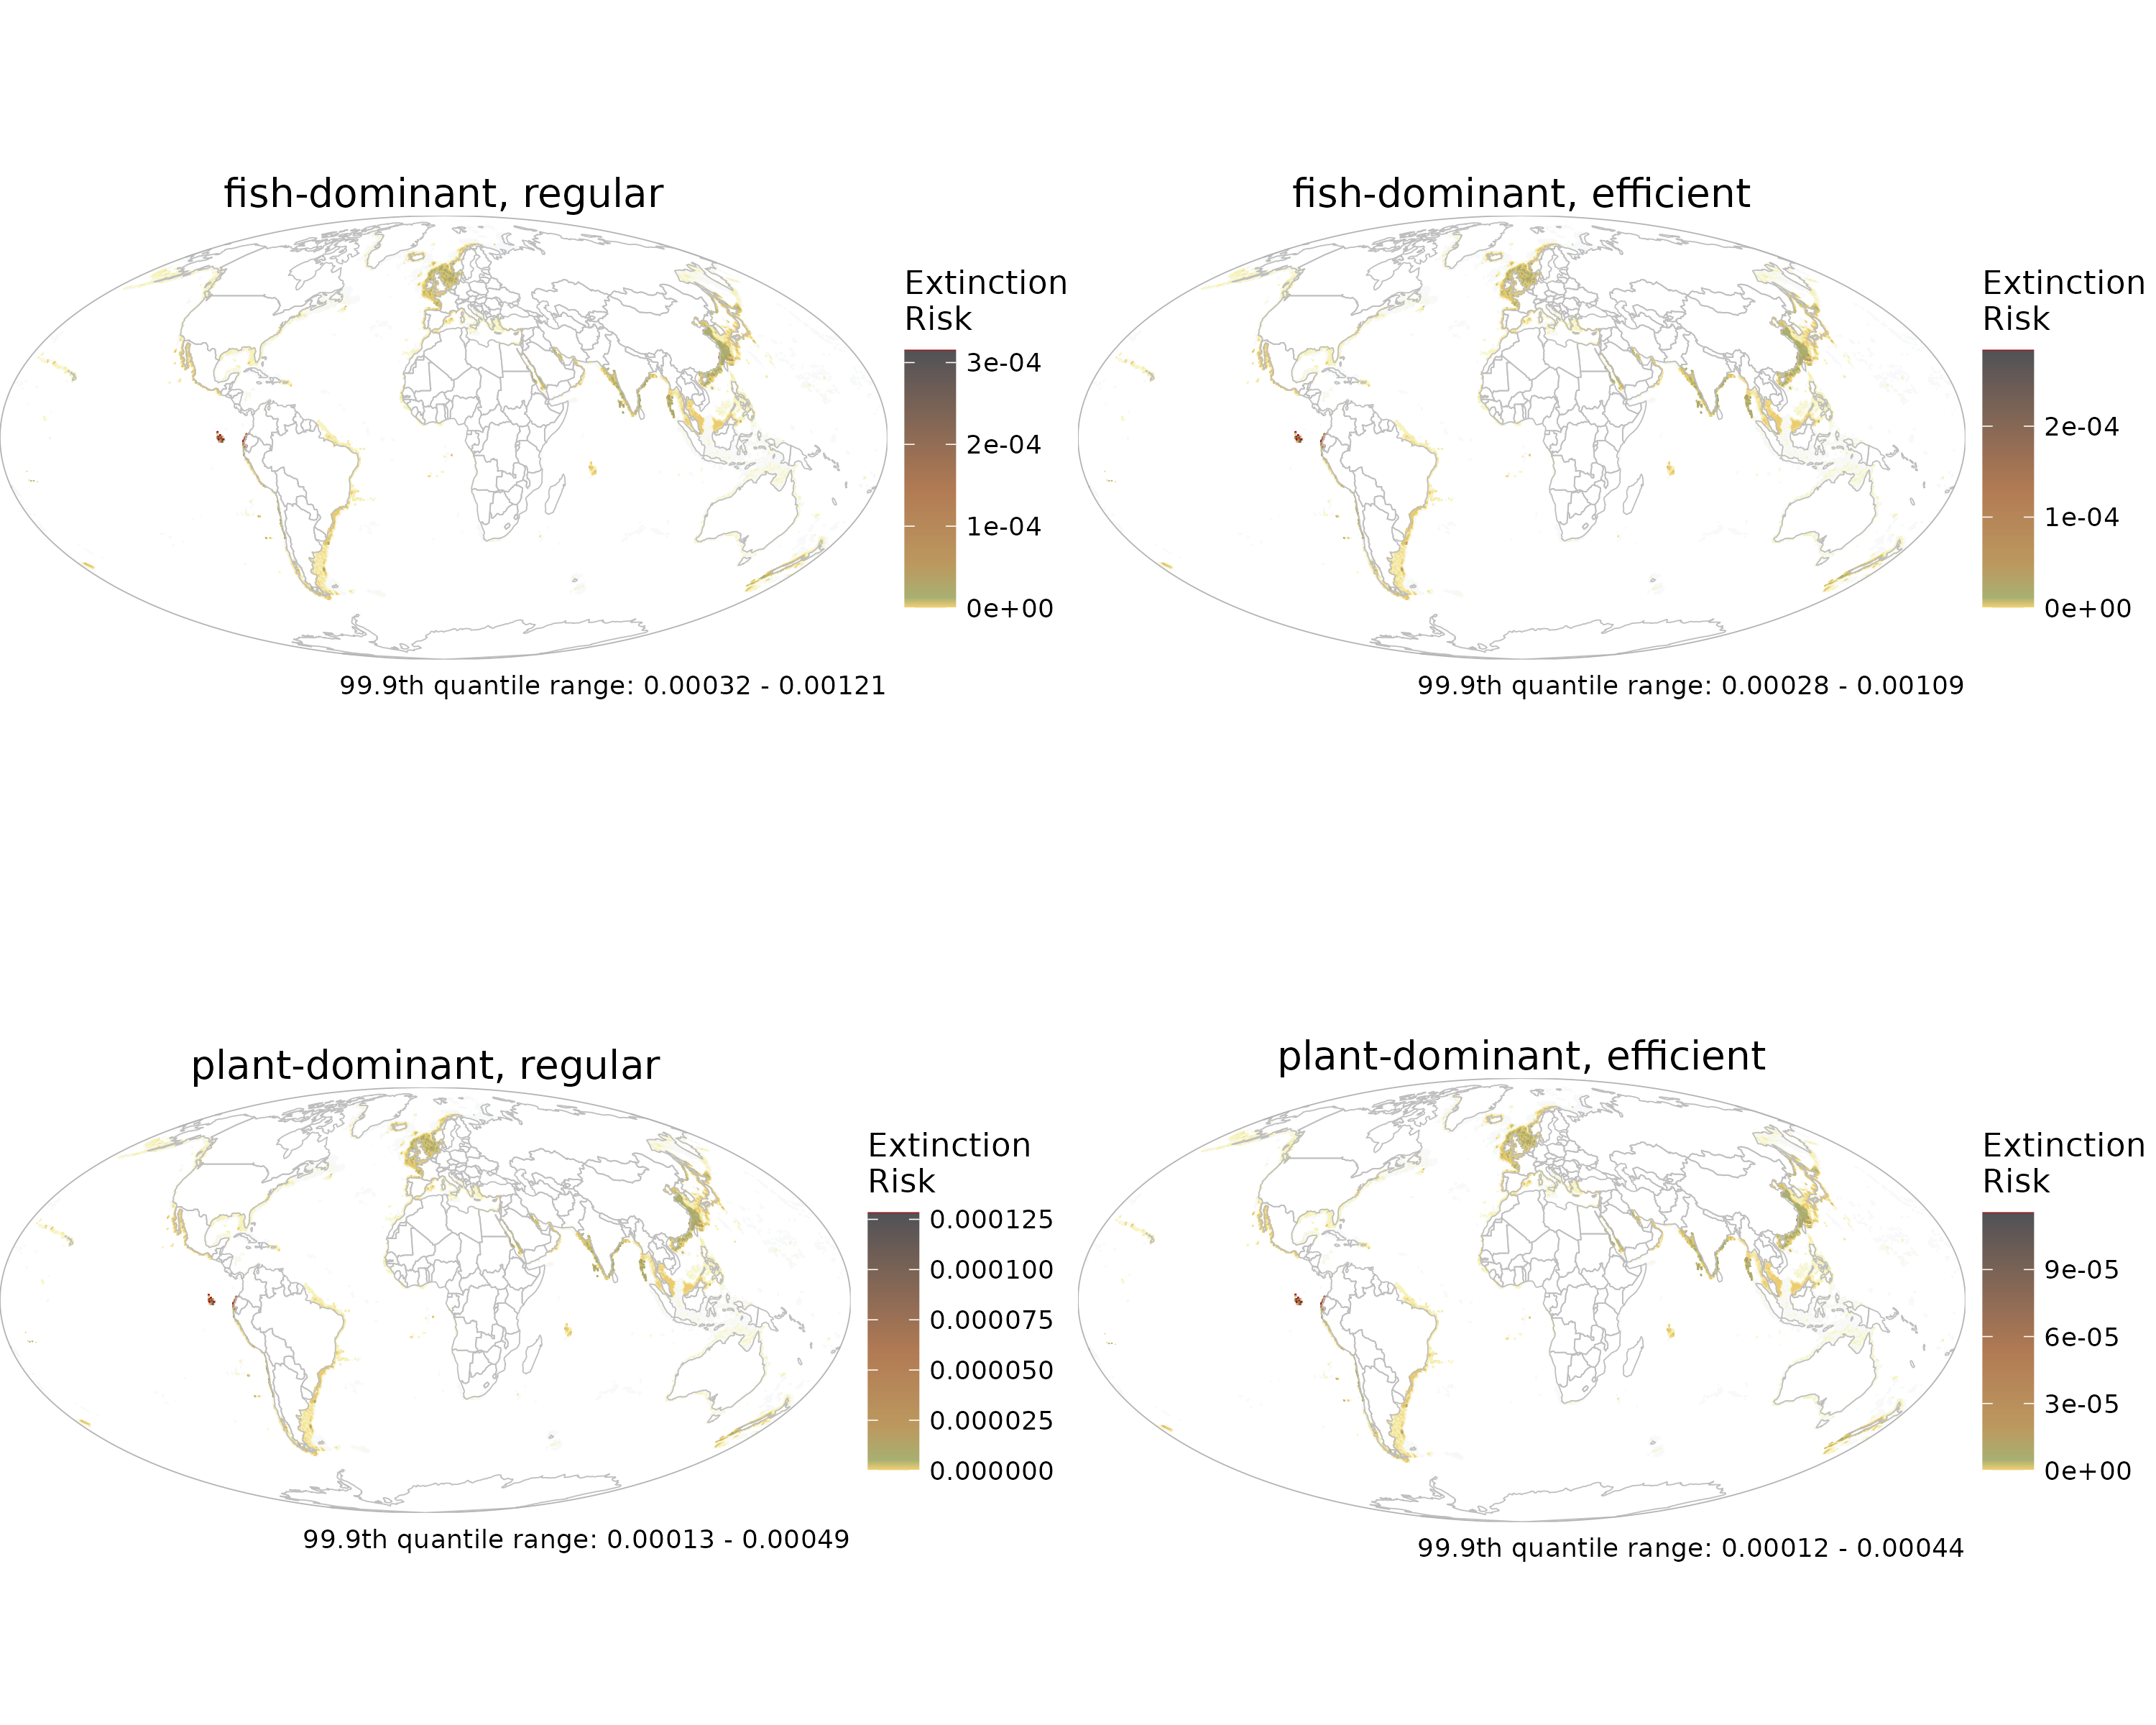 fish-dominant, regular
Extinction
Risk
3e-04
2e-04
1e-04
0e+00
99.9th quantile range: 0.00032 - 0.00121
fish-dominant, efficient
Extinction
Risk
2e-04
1e-04
0e+00
99.9th quantile range: 0.00028 - 0.00109
plant-dominant, regular
Extinction
Risk
0.000125
0.000100
0.000075
0.000050
0.000025
0.000000
99.9th quantile range: 0.00013 - 0.00049
plant-dominant, efficient
Extinction
Risk
9e-05
6e-05
3e-05
0e+00
99.9th quantile range: 0.00012 - 0.00044